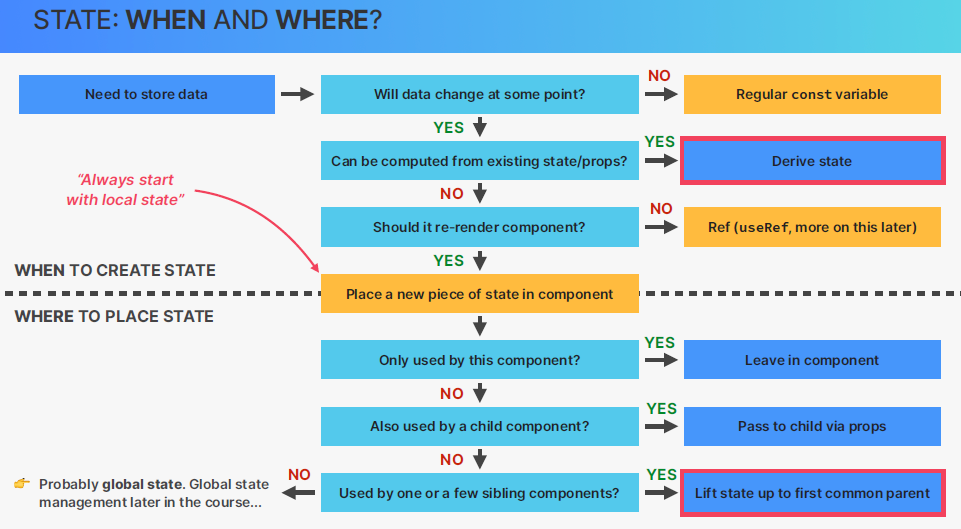 STATE: WHEN AND WHERE?
Need to store data
Will data change at some point?
NO
Regular const variable
YES
Can be computed from existing state/props?
YES
Derive state
NO
"Always start
with local state"
Should it re-render component?
NO
Ref (useRef, more on this later)
YES
WHEN TO CREATE STATE
Place a new piece of state in component
WHERE TO PLACE STATE
Only used by this component?
YES
Leave in component
NO
Also used by a child component?
YES
Pass to child via props
NO
Used by one or a few sibling components?
YES
Lift state up to first common parent
NO
👉 Probably global state. Global state
management later in the course...